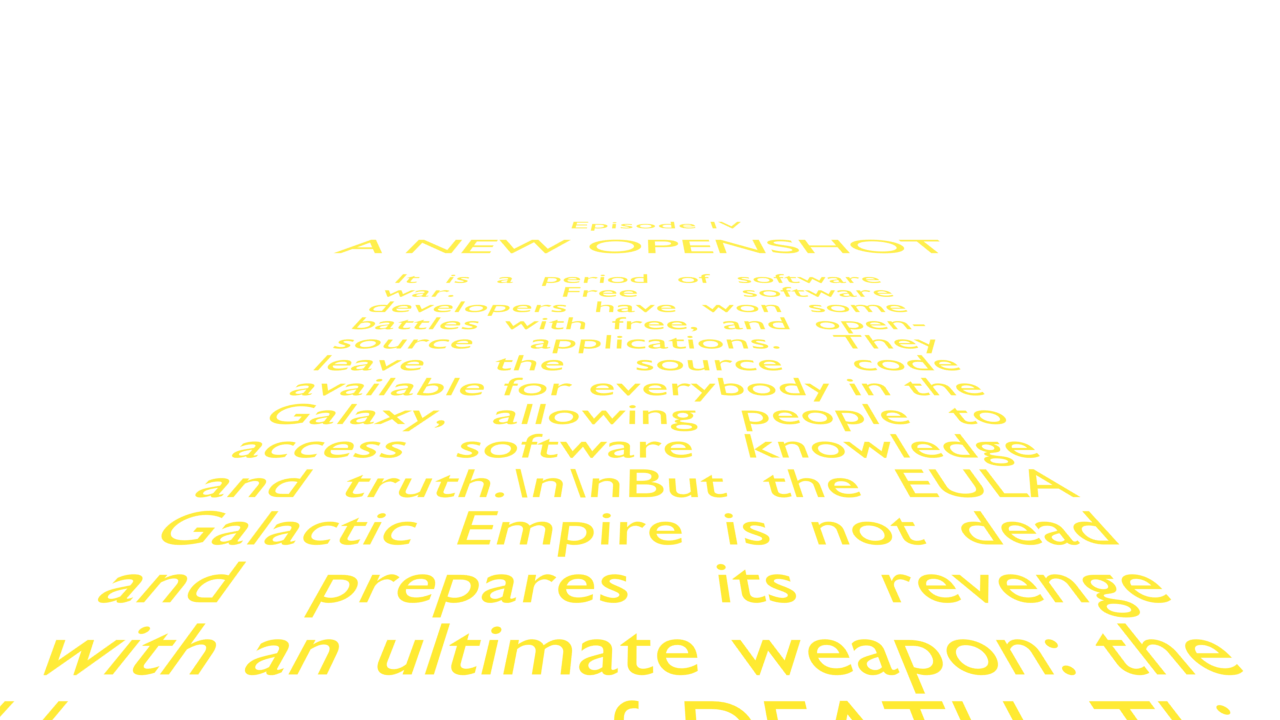 Episode IV
A NEW OPENSHOT
It is a period of software
war. Free software
developers have won some
battles with free, and open-
source applications. They
leave the source code
available for everybody in the
Galaxy, allowing people to
access software knowledge
and truth.\n\nBut the EULA
Galactic Empire is not dead
and prepares its revenge
with an ultimate weapon: the
of DEATH